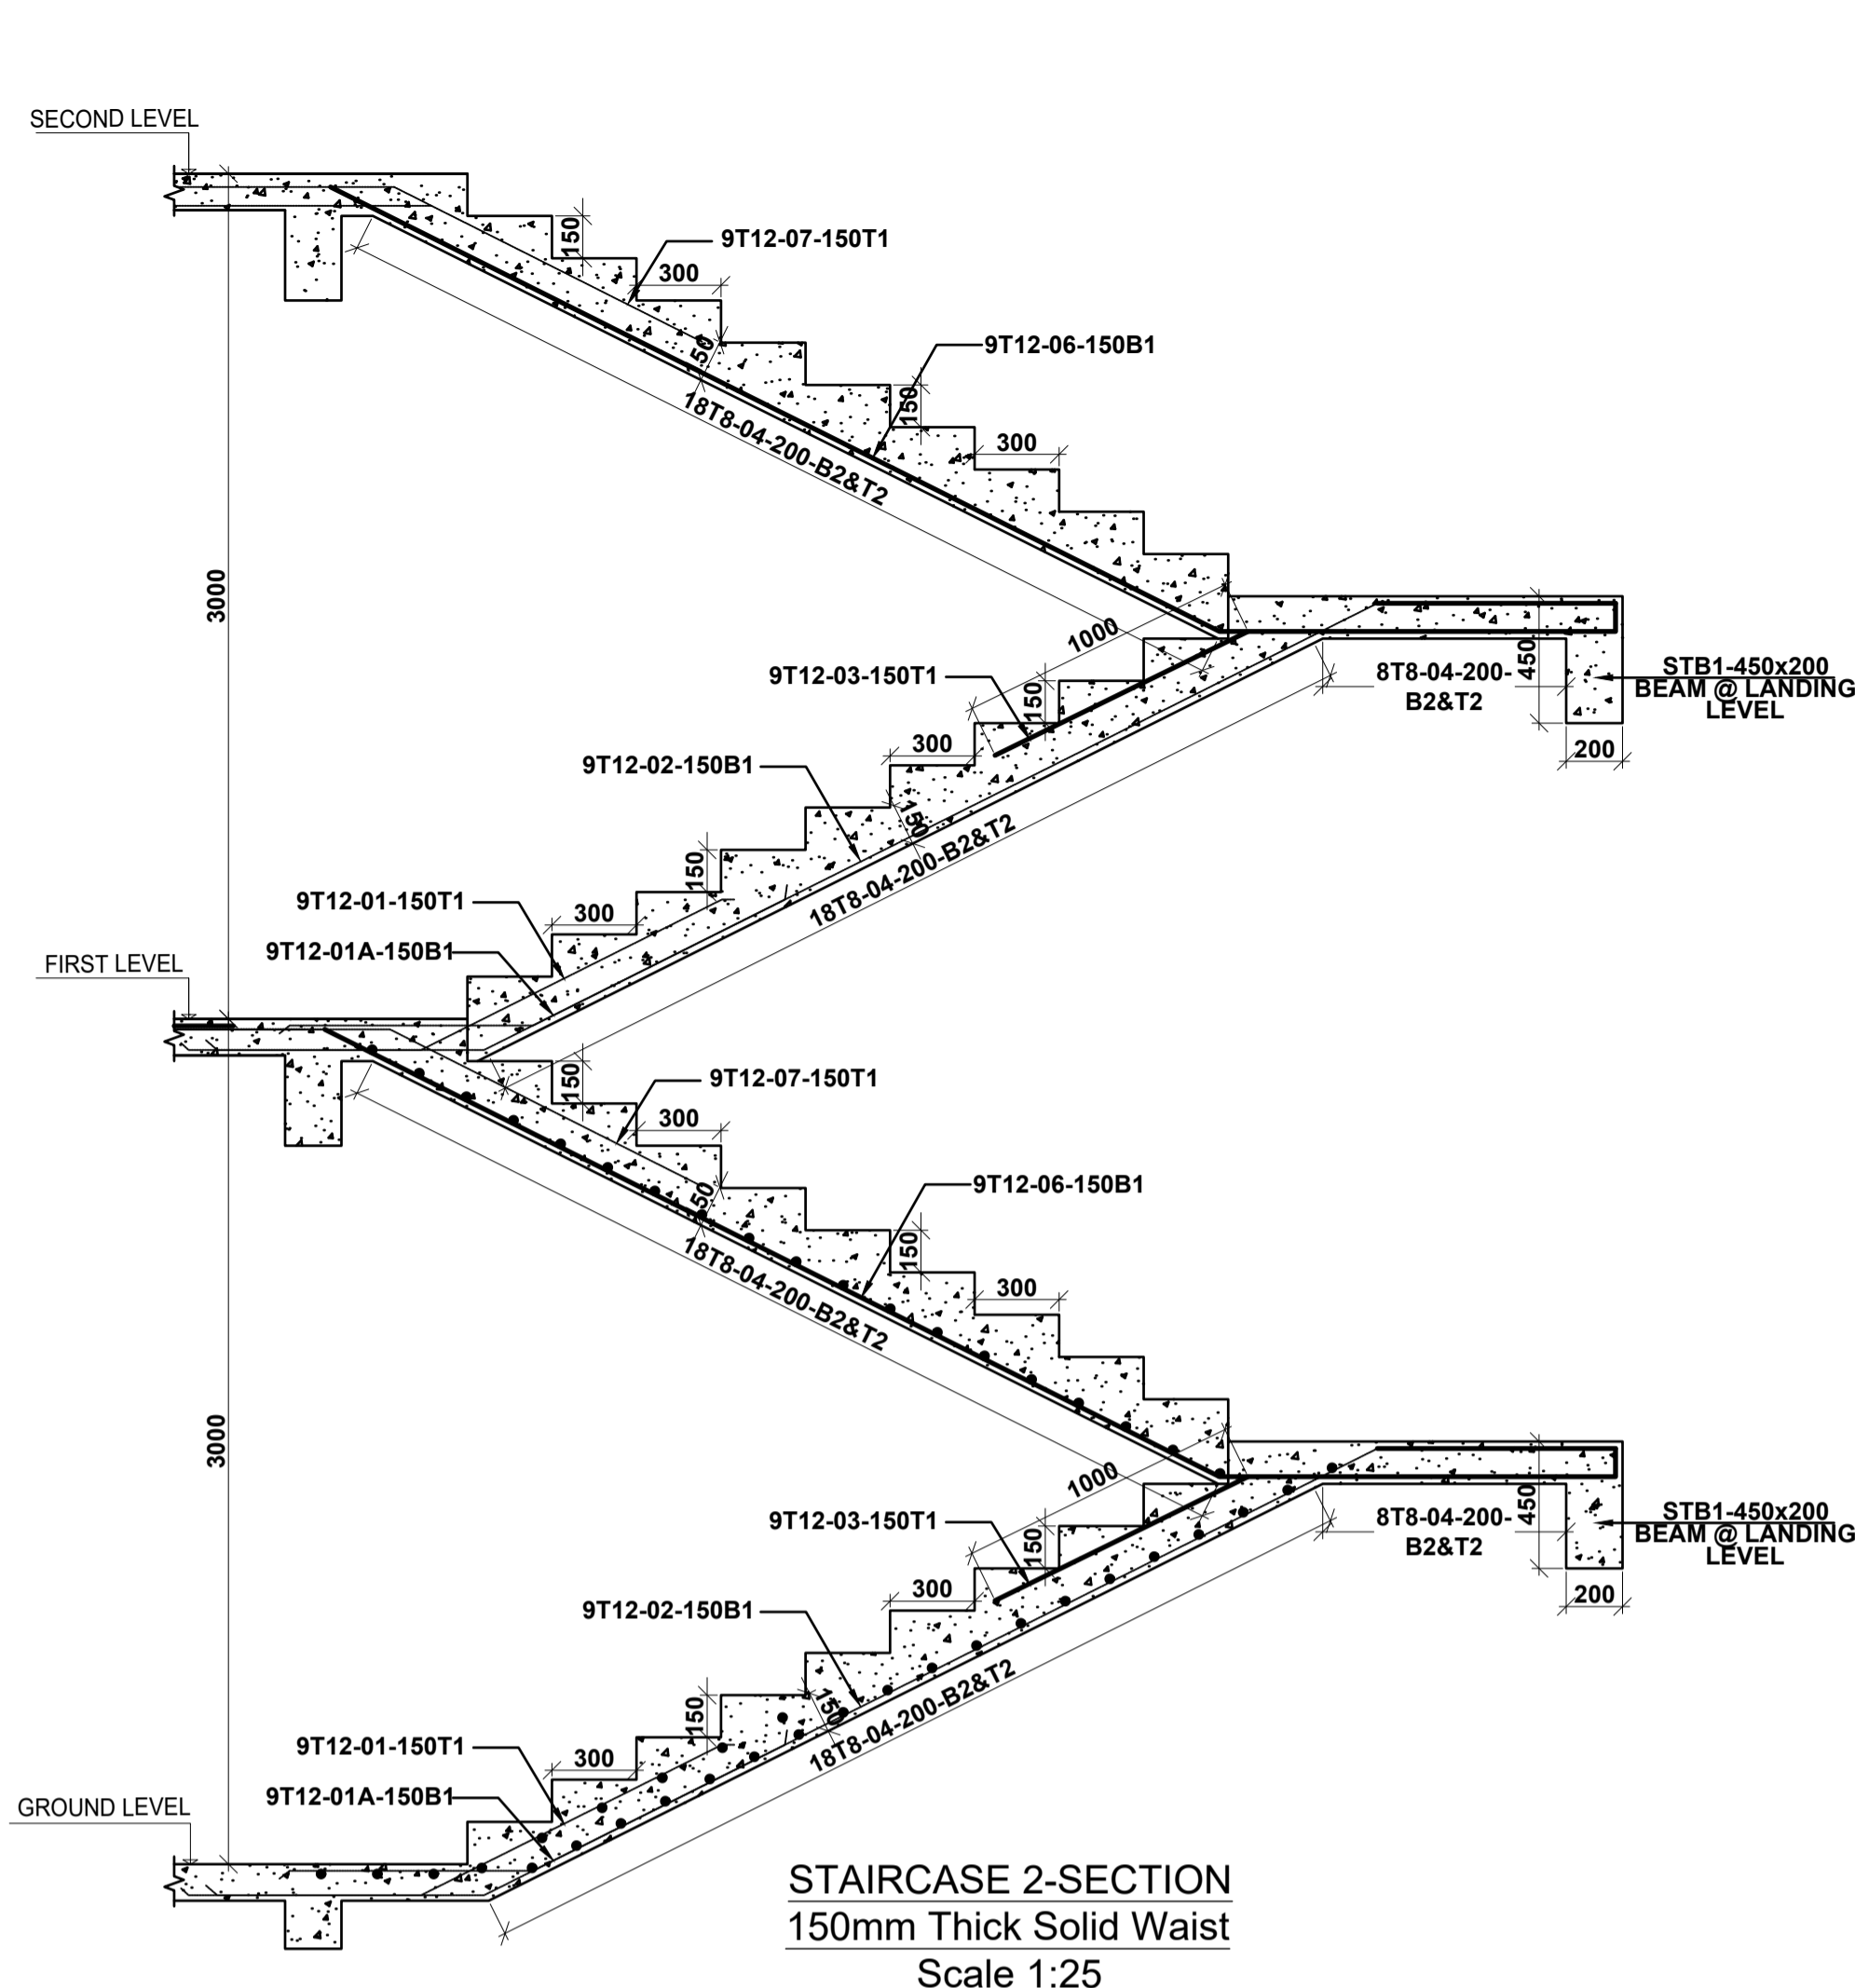 SECOND LEVEL
150
9T12-07-150T1
300
9T12-06-150B1
150
150
18T8-04-200-B2&T2
300
3000
1000
9T12-03-150T1
150
450
8T8-04-200-
B2&T2
STB1-450x200
BEAM @ LANDING
LEVEL
200
300
9T12-02-150B1
150
18T8-04-200-B2&T2
150
9T12-01-150T1
300
9T12-01A-150B1
FIRST LEVEL
150
9T12-07-150T1
300
9T12-06-150B1
150
150
18T8-04-200-B2&T2
300
3000
1000
9T12-03-150T1
150
450
8T8-04-200-
B2&T2
STB1-450x200
BEAM @ LANDING
LEVEL
200
300
9T12-02-150B1
150
18T8-04-200-B2&T2
150
9T12-01-150T1
300
9T12-01A-150B1
GROUND LEVEL
STAIRCASE 2-SECTION
150mm Thick Solid Waist
Scale 1:25